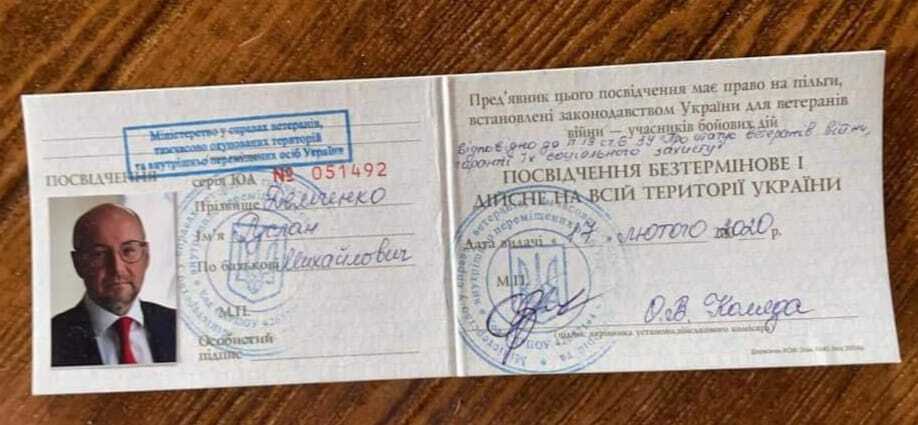 Міністерство у справах ветеранів,
тимчасово окупованих територій
та внутрішньо переміщених осіб України
ПОСВІДЧЕННЯ
серія ЮА № 051492
Прізвище Демченко
Ім'я Руслан
По батькові Михайлович
М.П.
Особистий
підпис
Пред'явник цього посвідчення має право на пільги,
встановлені законодавством України для ветеранів
війни — учасників бойових дій
відповідно до п 19 ст 6 ЗУ "Про статус ветеранів війни,
гарантії їх соціального захисту"
ПОСВІДЧЕННЯ БЕЗТЕРМІНОВЕ І
ДІЙСНЕ НА ВСІЙ ТЕРИТОРІЇ УКРАЇНИ
Дата видачі « 17 » лютого 2020 р.
М.П.
О.В. Коляда